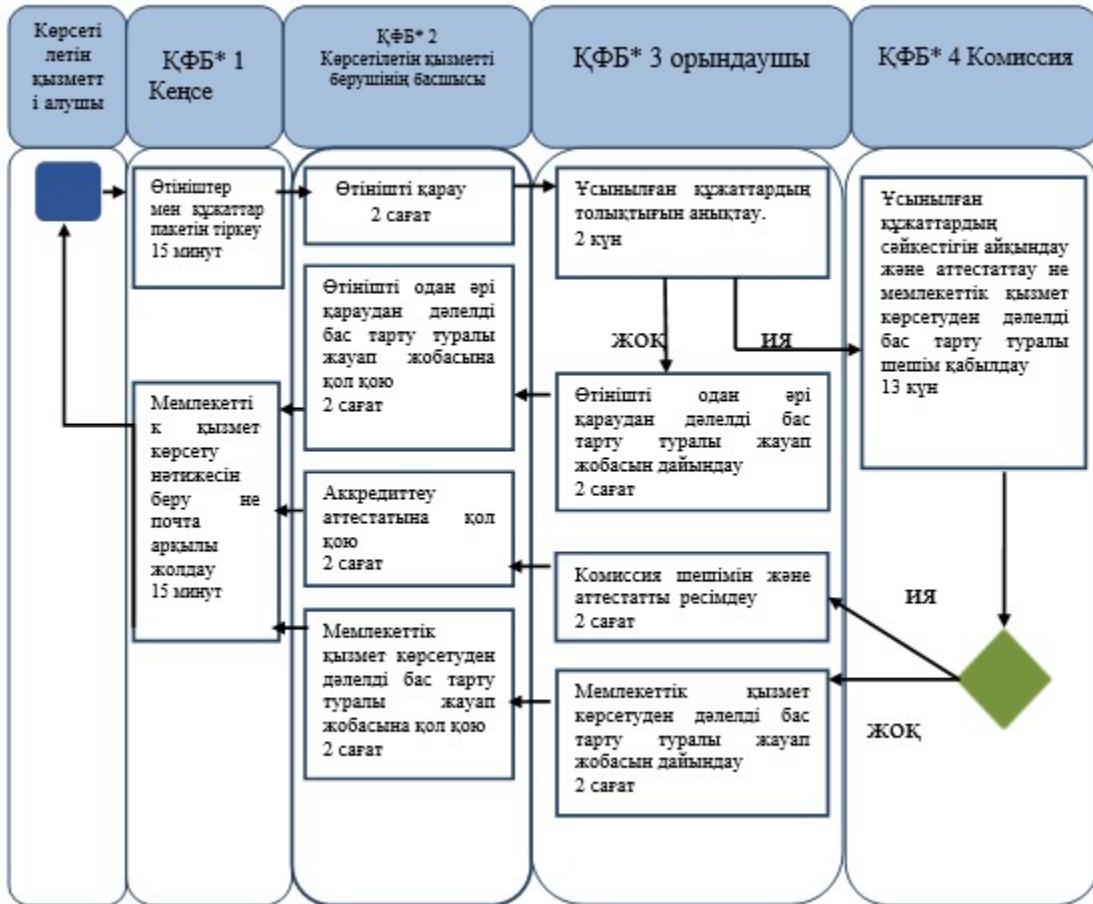 Көрсеті
летін
қызметт
і алушы
ҚФБ* 1
Кеңсе
ҚФБ* 2
Көрсетілетін қызметті
берушінің басшысы
ҚФБ* 3 орындаушы
ҚФБ* 4 Комиссия
Өтініштер
мен құжаттар
пакетін тіркеу
15 минут
Өтінішті қарау
2 сағат
Ұсынылған құжаттардың
толықтығын анықтау.
2 күн
Ұсынылған
құжаттардың
сәйкестігін айқындау
және аттестаттау не
мемлекеттік қызмет
көрсетуден дәлелді
бас тарту туралы
шешім қабылдау
13 күн
Өтінішті одан әрі
қараудан дәлелді
бас тарту туралы
жауап жобасына
қол қою
2 сағат
жоқ
ия
Өтінішті одан әрі
қараудан дәлелді бас
тарту туралы жауап
жобасын дайындау
2 сағат
Мемлекетті
к қызмет
көрсету
нәтижесін
беру не
почта
арқылы
жолдау
15 минут
Аккредиттеу
аттестатына қол
қою
2 сағат
Комиссия шешімін және
аттестатты ресімдеу
2 сағат
ия
Мемлекеттік
қызмет көрсетуден
дәлелді бас тарту
туралы жауап
жобасына қол қою
2 сағат
Мемлекеттік қызмет
көрсетуден дәлелді бас
тарту туралы жауап
жобасын дайындау
2 сағат
жоқ